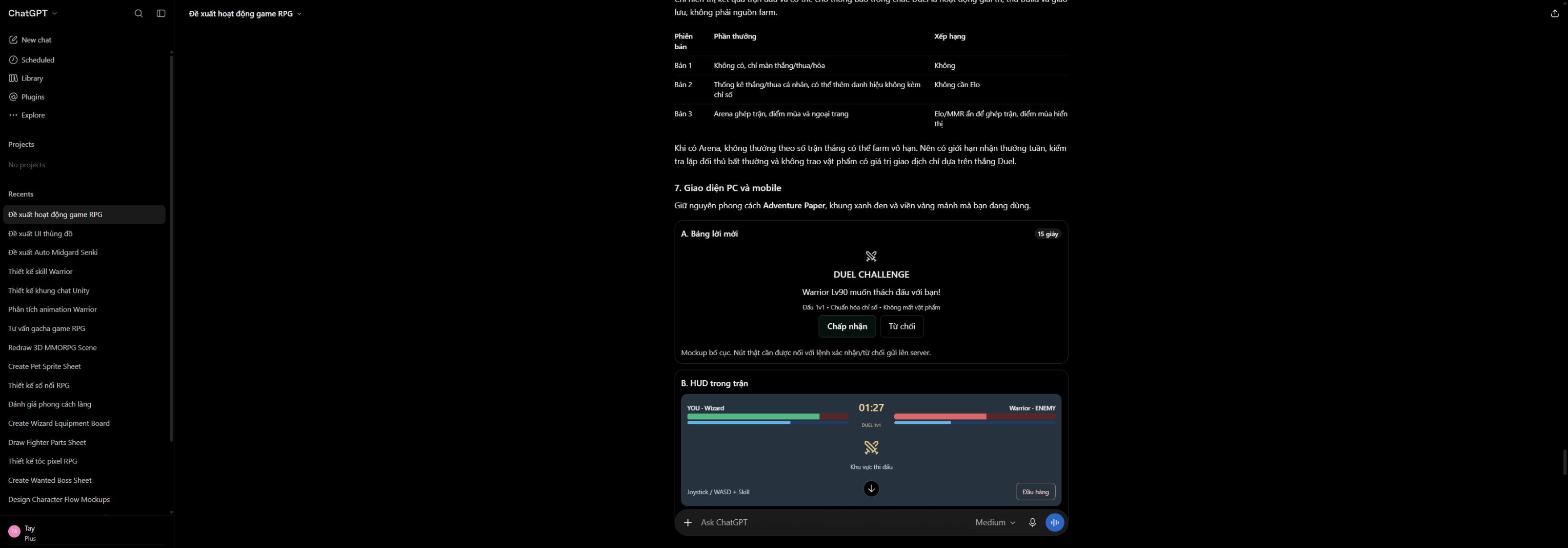 ChatGPT
New chat
Scheduled
Library
Plugins
Explore
Projects
No projects
Recents
Đề xuất hoạt động game RPG
Đề xuất UI thùng đồ
Đề xuất Auto Midgard Senki
Thiết kế skill Warrior
Thiết kế khung chat Unity
Phân tích animation Warrior
Tư vấn gacha game RPG
Redraw 3D MMORPG Scene
Create Pet Sprite Sheet
Thiết kế số nổi RPG
Đánh giá phong cách làng
Create Wizard Equipment Board
Draw Fighter Parts Sheet
Thiết kế tóc pixel RPG
Create Wanted Boss Sheet
Design Character Flow Mockups
Tay
Plus
Đề xuất hoạt động game RPG
lưu, không phải nguồn farm.
Phiên bản
Phần thưởng
Xếp hạng
Bản 1
Không có, chỉ màn thắng/thua/hòa
Không
Bản 2
Thống kê thắng/thua cá nhân, có thể thêm danh hiệu không kèm
chỉ số
Không cần Elo
Bản 3
Arena ghép trận, điểm mùa và ngoại trang
Elo/MMR ẩn để ghép trận, điểm mùa hiển
thị
Khi có Arena, không thưởng theo số trận thắng có thể farm vô hạn. Nên có giới hạn nhận thưởng tuần, kiểm
tra lặp đối thủ bất thường và không trao vật phẩm có giá trị giao dịch chỉ dựa trên thắng Duel.
7. Giao diện PC và mobile
Giữ nguyên phong cách Adventure Paper, khung xanh đen và viền vàng mảnh mà bạn đang dùng.
A. Bảng lời mời
15 giây
DUEL CHALLENGE
Warrior Lv90 muốn thách đấu với bạn!
Đấu 1v1 • Chuẩn hóa chỉ số • Không mất vật phẩm
Chấp nhận
Từ chối
Mockup bố cục. Nút thật cần được nối với lệnh xác nhận/từ chối gửi lên server.
B. HUD trong trận
YOU · Wizard
01:27
Warrior · ENEMY
DUEL 1v1
Khu vực thi đấu
Joystick / WASD + Skill
Đầu hàng
Ask ChatGPT
Medium